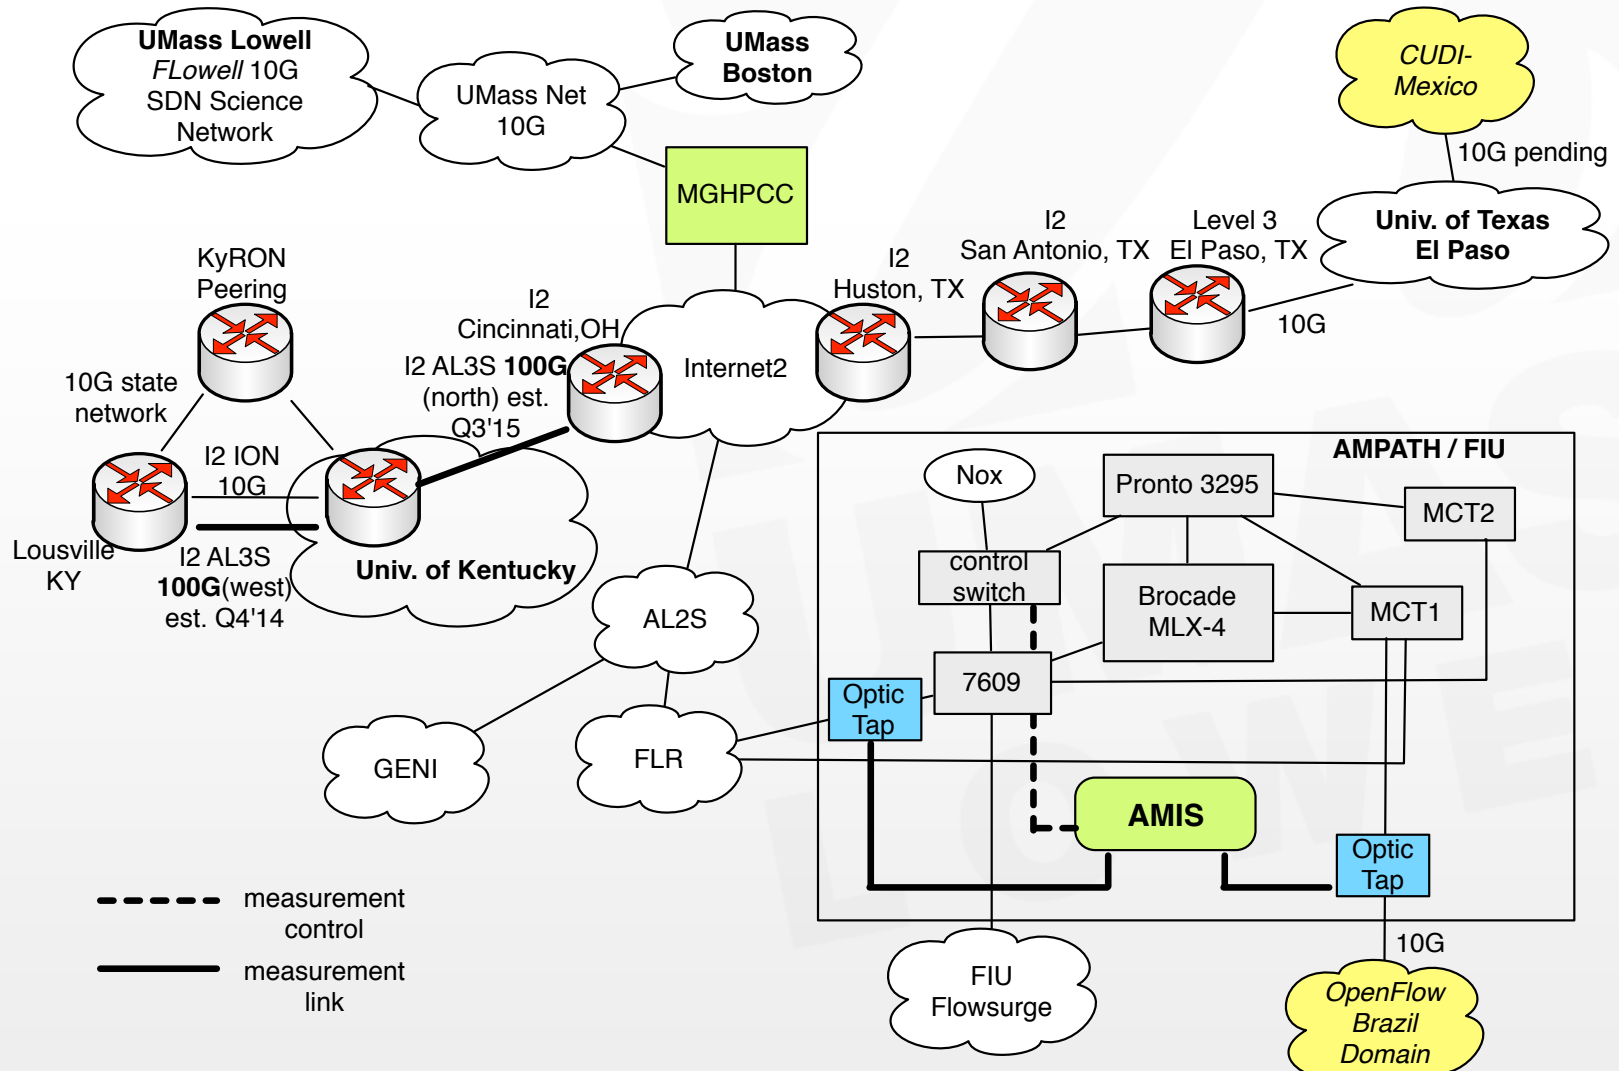 UMass Lowell
FLowell 10G
SDN Science
Network
UMass Net
10G
UMass
Boston
CUDI-
Mexico
10G pending
MGHPCC
Univ. of Texas
El Paso
I2
San Antonio, TX
Level 3
El Paso, TX
10G
KyRON
Peering
I2
Huston, TX
I2
Cincinnati,OH
I2 AL3S 100G
(north) est.
Q3'15
Internet2
10G state
network
I2 ION
10G
Lousville
KY
I2 AL3S
100G(west)
est. Q4'14
Univ. of Kentucky
AMPATH / FIU
Nox
Pronto 3295
MCT2
control
switch
Brocade
MLX-4
MCT1
AL2S
7609
Optic
Tap
GENI
FLR
AMIS
Optic
Tap
measurement
control
measurement
link
10G
FIU
Flowsurge
OpenFlow
Brazil
Domain
UMASS
LOWE